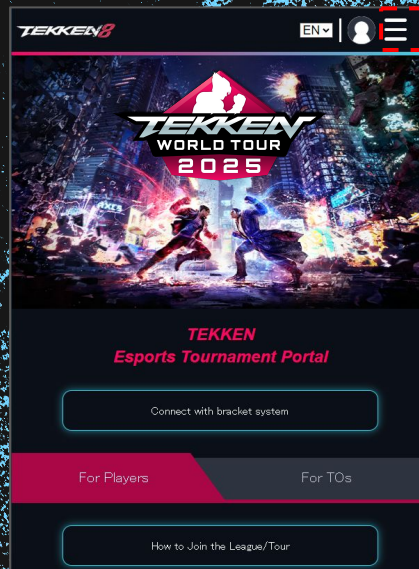 TEKKEN8
EN
TEKKEN
WORLD TOUR
2025
TEKKEN
Esports Tournament Portal
Connect with bracket system
For Players
For TOs
How to Join the League/Tour